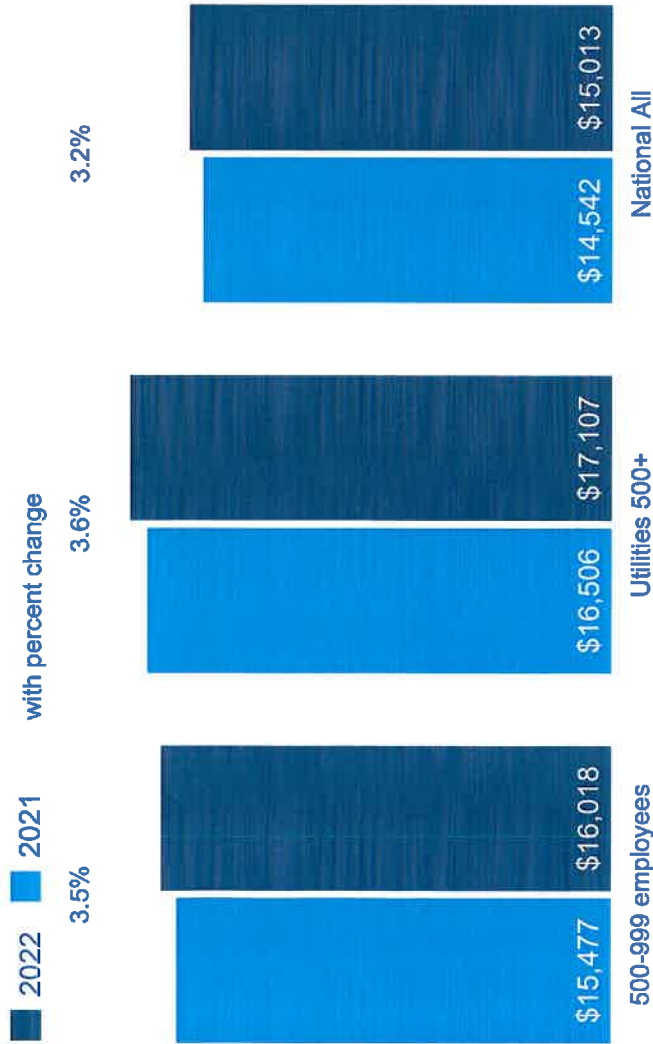 2022 2021 with percent change
3.5% 3.6% 3.2%
$15,477 $16,018 $16,506 $17,107 $14,542 $15,013
500-999 employees Utilities 500+ National All